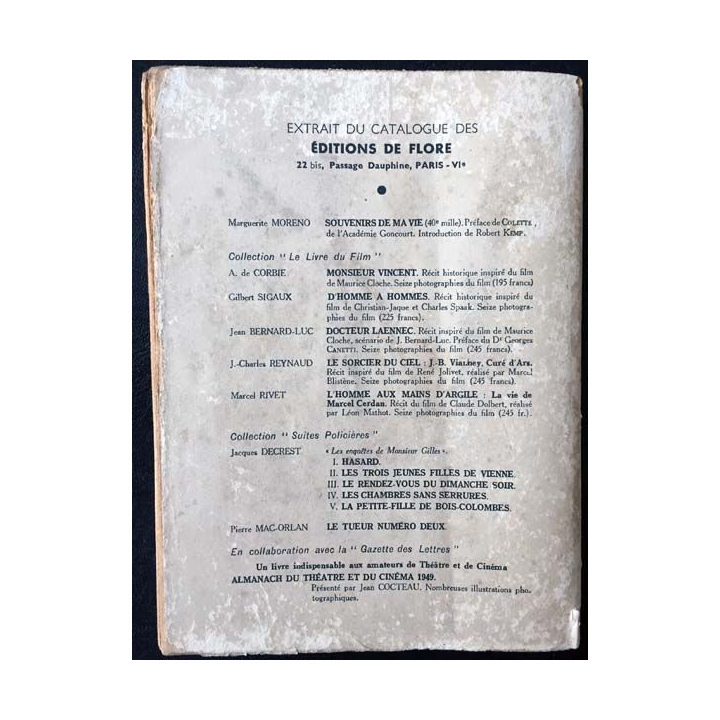 EXTRAIT DU CATALOGUE DES
ÉDITIONS DE FLORE
22 bis, Passage Dauphine, PARIS - VIe
Marguerite MORENO SOUVENIRS DE MA VIE (40e mille). Préface de COLETTE,
de l'Académie Goncourt. Introduction de Robert KEMP.
Collection "Le Livre du Film"
A. de CORBIE MONSIEUR VINCENT. Récit historique inspiré du film
de Maurice Cloche. Seize photographies du film (195 francs)
Gilbert SIGAUX D'HOMME A HOMMES. Récit historique inspiré du
film de Christian-Jaque et Charles Spaak. Seize photogra-
phies du film (225 francs).
Jean BERNARD-LUC DOCTEUR LAENNEC. Récit inspiré du film de Maurice
Cloche, scénario de J. Bernard-Luc. Préface du Dr Georges
CANETTI. Seize photographies du film (245 francs).
J.-Charles REYNAUD LE SORCIER DU CIEL : J.-B. Vianney, Curé d'Ars.
Récit inspiré du film de René Jolivet, réalisé par Marcel
Blistène. Seize photographies du film (245 francs).
Marcel RIVET L'HOMME AUX MAINS D'ARGILE : La vie de
Marcel Cerdan. Récit du film de Claude Dolbert, réalisé
par Léon Mathot. Seize photographies du film (245 fr.).
Collection "Suites Policières"
Jacques DECREST « Les enquêtes de Monsieur Gilles ».
I. HASARD.
II. LES TROIS JEUNES FILLES DE VIENNE.
III. LE RENDEZ-VOUS DU DIMANCHE SOIR.
IV. LES CHAMBRES SANS SERRURES.
V. LA PETITE-FILLE DE BOIS-COLOMBES.
Pierre MAC-ORLAN LE TUEUR NUMÉRO DEUX.
En collaboration avec la "Gazette des Lettres"
Un livre indispensable aux amateurs de Théâtre et de Cinéma
ALMANACH DU THÉATRE ET DU CINÉMA 1949.
Présenté par Jean COCTEAU. Nombreuses illustrations pho-
tographiques.